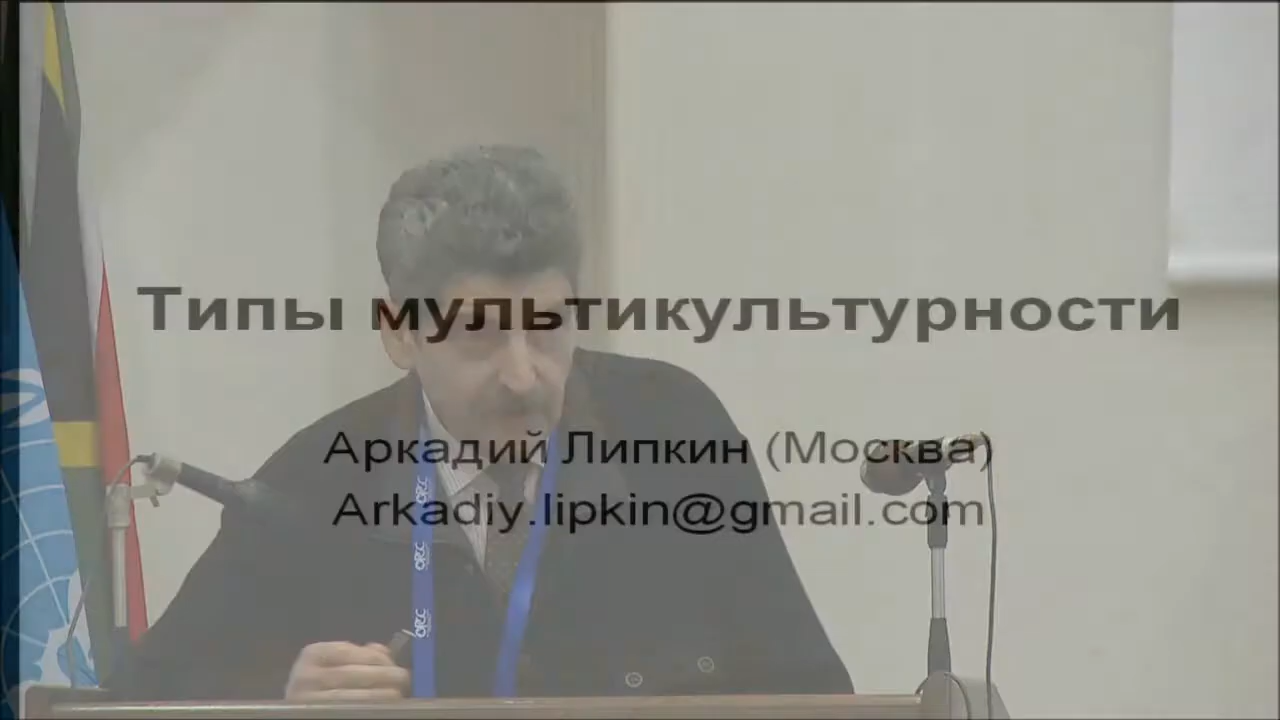 Типы мультикультурности
Аркадий Липкин (Москва)
Arkadiy.lipkin@gmail.com